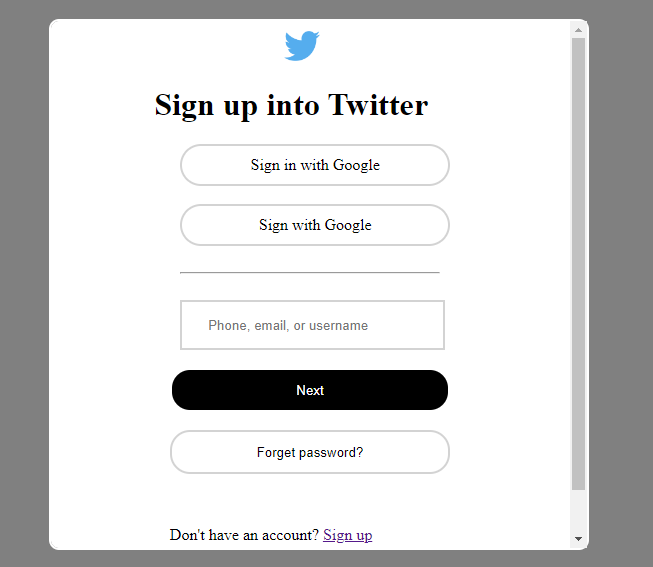 Sign up into Twitter
Sign in with Google
Sign with Google
Phone, email, or username
Next
Forget password?
Don't have an account? Sign up